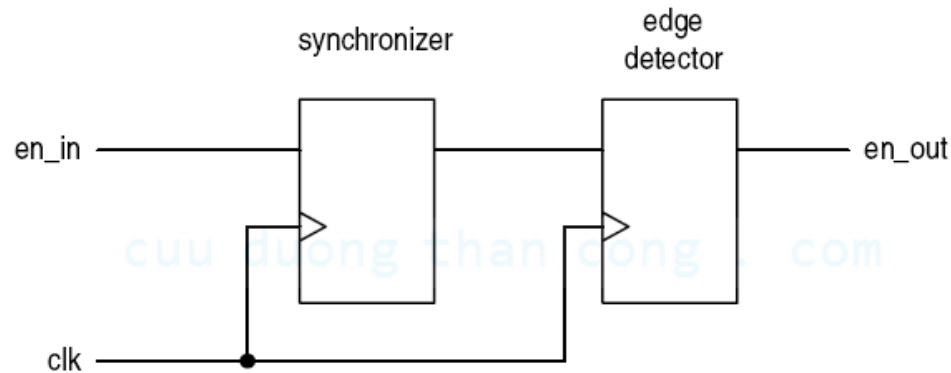 synchronizer
edge
detector
en_in
en_out
cuu duong than cong . com
clk